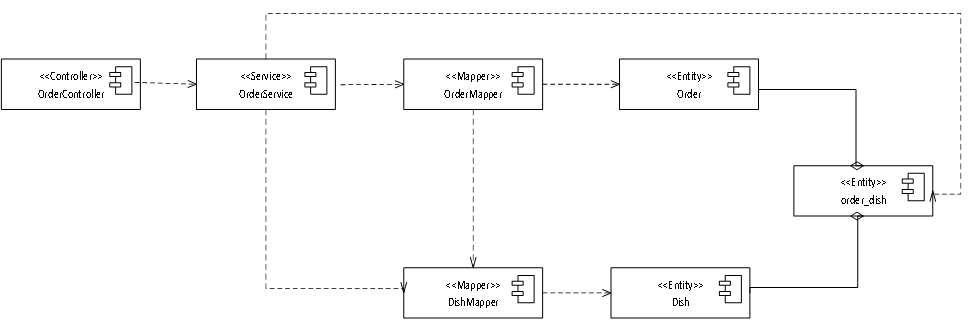 <<Controller>>
OrderController
<<Service>>
OrderService
<<Mapper>>
OrderMapper
<<Entity>>
Order
<<Entity>>
order_dish
<<Mapper>>
DishMapper
<<Entity>>
Dish